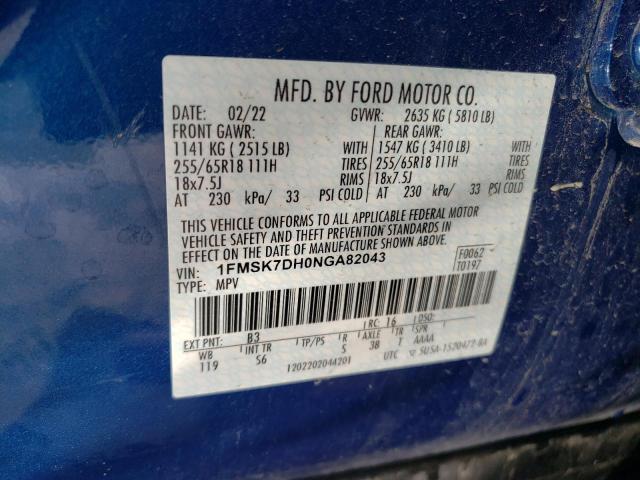 MFD. BY FORD MOTOR CO.
DATE: 02/22 GVWR: 2635 KG ( 5810 LB)
FRONT GAWR: REAR GAWR:
1141 KG ( 2515 LB) 1547 KG ( 3410 LB)
255/65R18 111H TIRES 255/65R18 111H TIRES
18x7.5J RIMS 18x7.5J RIMS
AT 230 kPa/ 33 PSI COLD AT 230 kPa/ 33 PSI COLD
THIS VEHICLE CONFORMS TO ALL APPLICABLE FEDERAL MOTOR
VEHICLE SAFETY AND THEFT PREVENTION STANDARDS IN
EFFECT ON THE DATE OF MANUFACTURE SHOWN ABOVE.
VIN: 1FMSK7DH0NGA82043 F0062
TYPE: MPV T0197
EXT PNT: B3 RC: 16 DSO:
WB INT TR TP/PS R AXLE TR SPR
119 S6 S 38 T AAAA
1202202044201 UTC